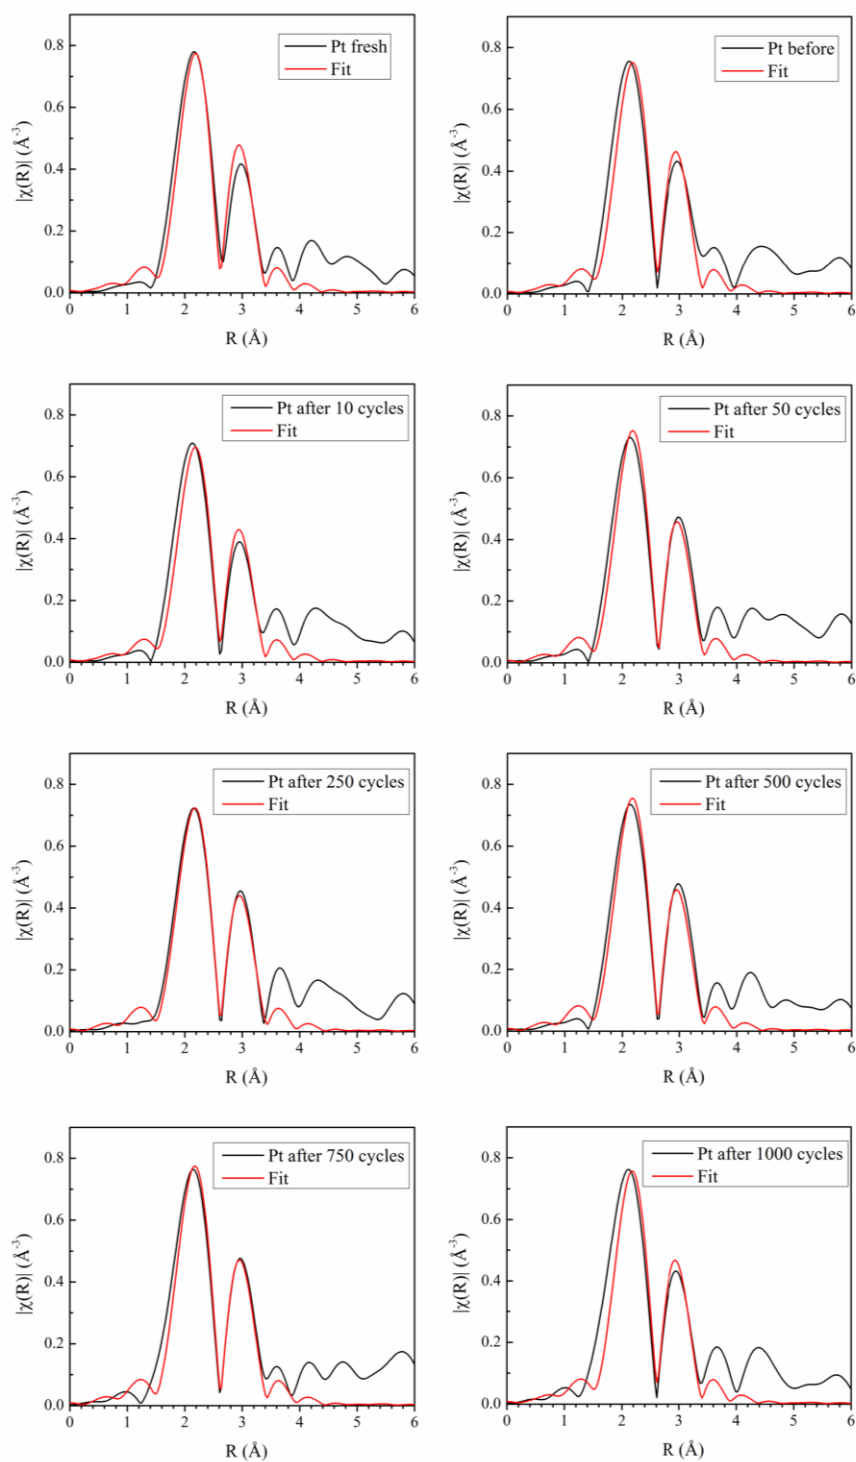 Pt fresh
Fit
|χ(R)| (Å⁻³)
0.8
0.6
0.4
0.2
0.0
0 1 2 3 4 5 6
R (Å)
Pt before
Fit
|χ(R)| (Å⁻³)
0.8
0.6
0.4
0.2
0.0
0 1 2 3 4 5 6
R (Å)
Pt after 10 cycles
Fit
|χ(R)| (Å⁻³)
0.8
0.6
0.4
0.2
0.0
0 1 2 3 4 5 6
R (Å)
Pt after 50 cycles
Fit
|χ(R)| (Å⁻³)
0.8
0.6
0.4
0.2
0.0
0 1 2 3 4 5 6
R (Å)
Pt after 250 cycles
Fit
|χ(R)| (Å⁻³)
0.8
0.6
0.4
0.2
0.0
0 1 2 3 4 5 6
R (Å)
Pt after 500 cycles
Fit
|χ(R)| (Å⁻³)
0.8
0.6
0.4
0.2
0.0
0 1 2 3 4 5 6
R (Å)
Pt after 750 cycles
Fit
|χ(R)| (Å⁻³)
0.8
0.6
0.4
0.2
0.0
0 1 2 3 4 5 6
R (Å)
Pt after 1000 cycles
Fit
|χ(R)| (Å⁻³)
0.8
0.6
0.4
0.2
0.0
0 1 2 3 4 5 6
R (Å)